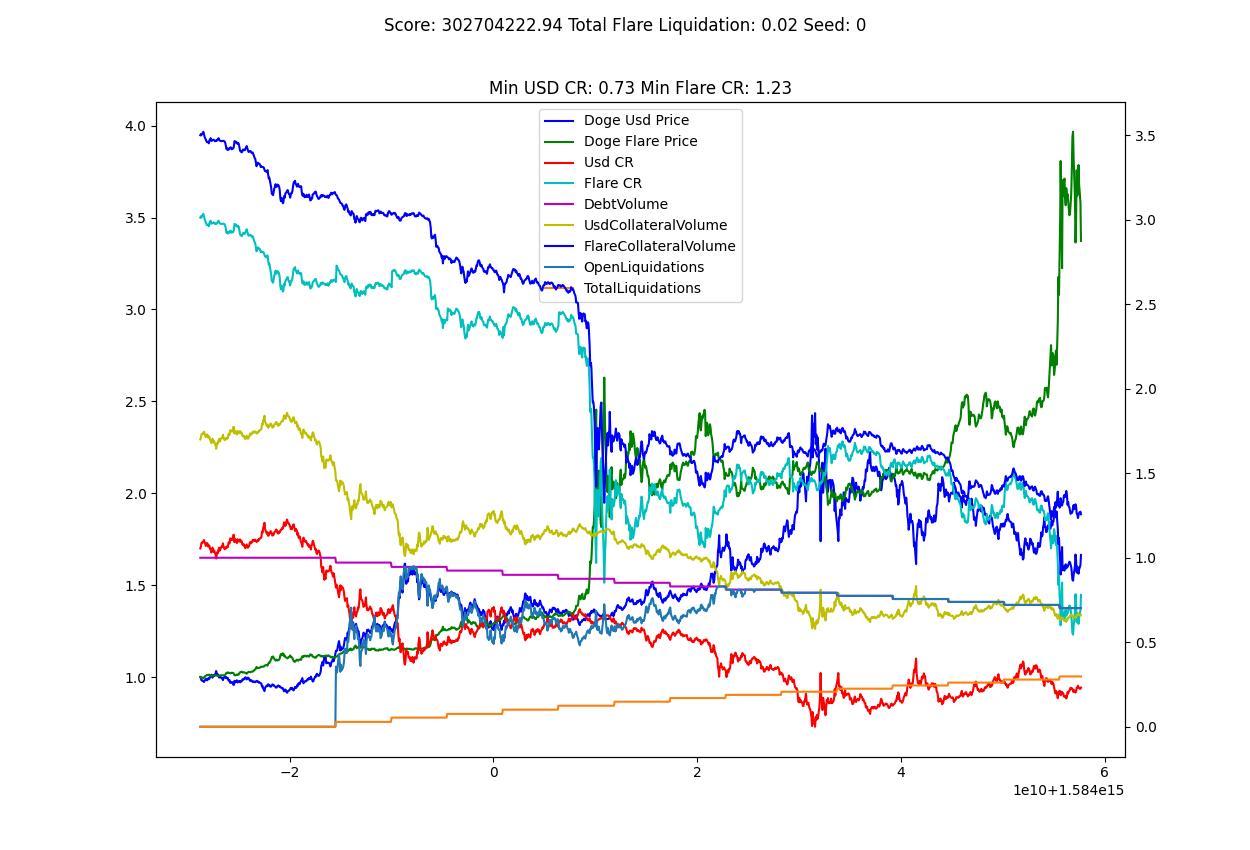 Score: 302704222.94 Total Flare Liquidation: 0.02 Seed: 0
Min USD CR: 0.73 Min Flare CR: 1.23
Doge Usd Price
Doge Flare Price
Usd CR
Flare CR
DebtVolume
UsdCollateralVolume
FlareCollateralVolume
OpenLiquidations
TotalLiquidations
4.0
3.5
3.0
2.5
2.0
1.5
1.0
3.5
3.0
2.5
2.0
1.5
1.0
0.5
0.0
−2 0 2 4 6
1e10+1.584e15